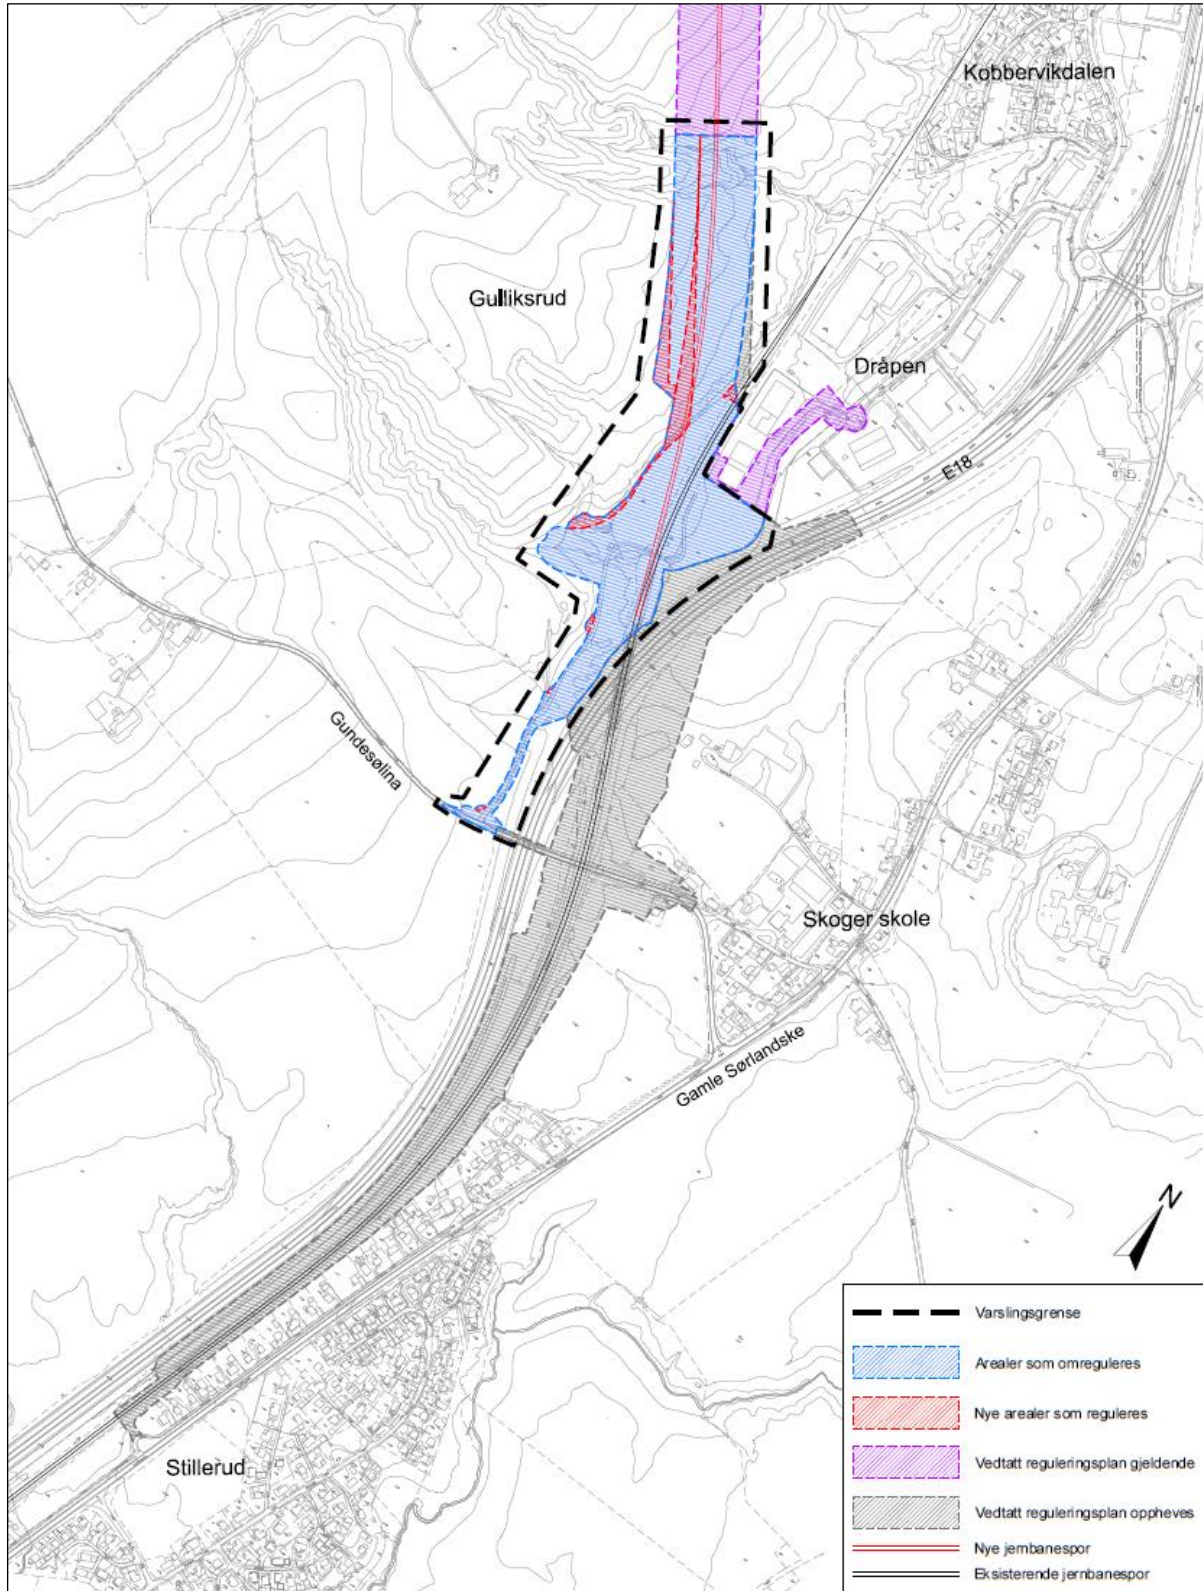 Kobbervikdalen
Gulliksrud
Dråpen
E18
Gundesølina
Skoger skole
Gamle Sørlandske
N
Stillerud
Varslingsgrense
Arealer som omreguleres
Nye arealer som reguleres
Vedtatt reguleringsplan gjeldende
Vedtatt reguleringsplan oppheves
Nye jernbanespor
Eksisterende jernbanespor